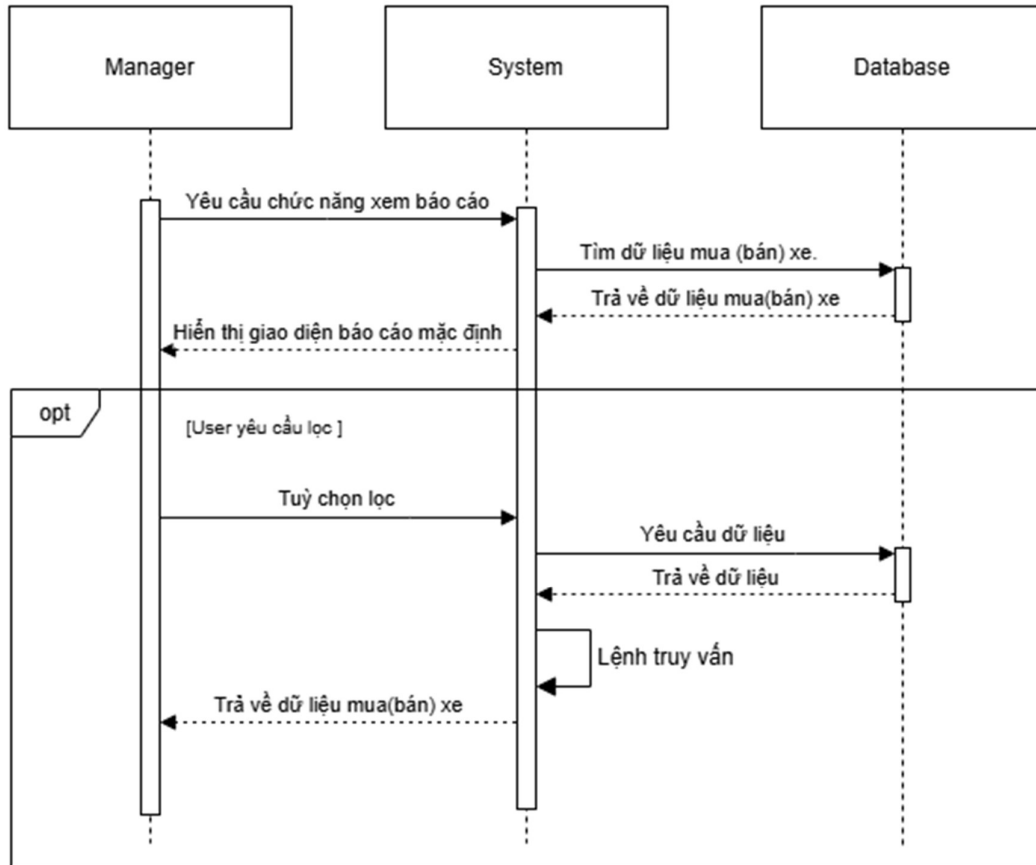 Manager
System
Database
Yêu cầu chức năng xem báo cáo
Tìm dữ liệu mua (bán) xe.
Trả về dữ liệu mua(bán) xe
Hiển thị giao diện báo cáo mặc định
opt
[User yêu cầu lọc ]
Tuỳ chọn lọc
Yêu cầu dữ liệu
Trả về dữ liệu
Lệnh truy vấn
Trả về dữ liệu mua(bán) xe